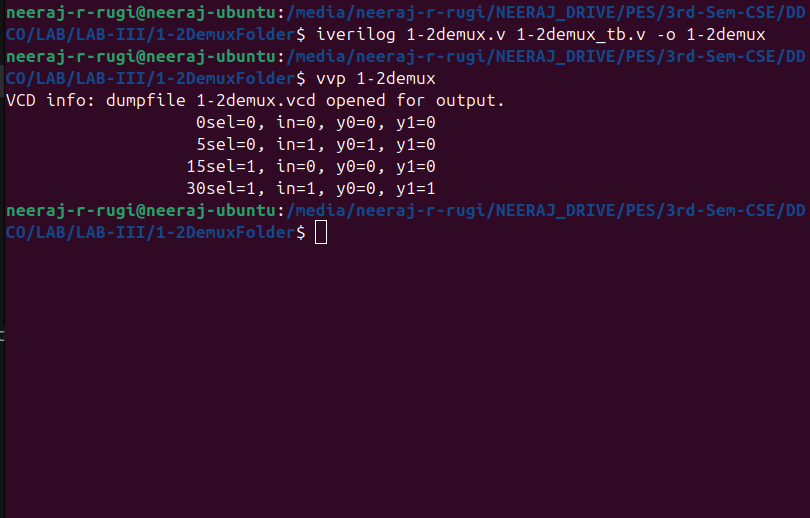 neeraj-r-rugi@neeraj-ubuntu:/media/neeraj-r-rugi/NEERAJ_DRIVE/PES/3rd-Sem-CSE/DD
CO/LAB/LAB-III/1-2DemuxFolder$ iverilog 1-2demux.v 1-2demux_tb.v -o 1-2demux
neeraj-r-rugi@neeraj-ubuntu:/media/neeraj-r-rugi/NEERAJ_DRIVE/PES/3rd-Sem-CSE/DD
CO/LAB/LAB-III/1-2DemuxFolder$ vvp 1-2demux
VCD info: dumpfile 1-2demux.vcd opened for output.
                   0sel=0, in=0, y0=0, y1=0
                   5sel=0, in=1, y0=1, y1=0
                  15sel=1, in=0, y0=0, y1=0
                  30sel=1, in=1, y0=0, y1=1
neeraj-r-rugi@neeraj-ubuntu:/media/neeraj-r-rugi/NEERAJ_DRIVE/PES/3rd-Sem-CSE/DD
CO/LAB/LAB-III/1-2DemuxFolder$